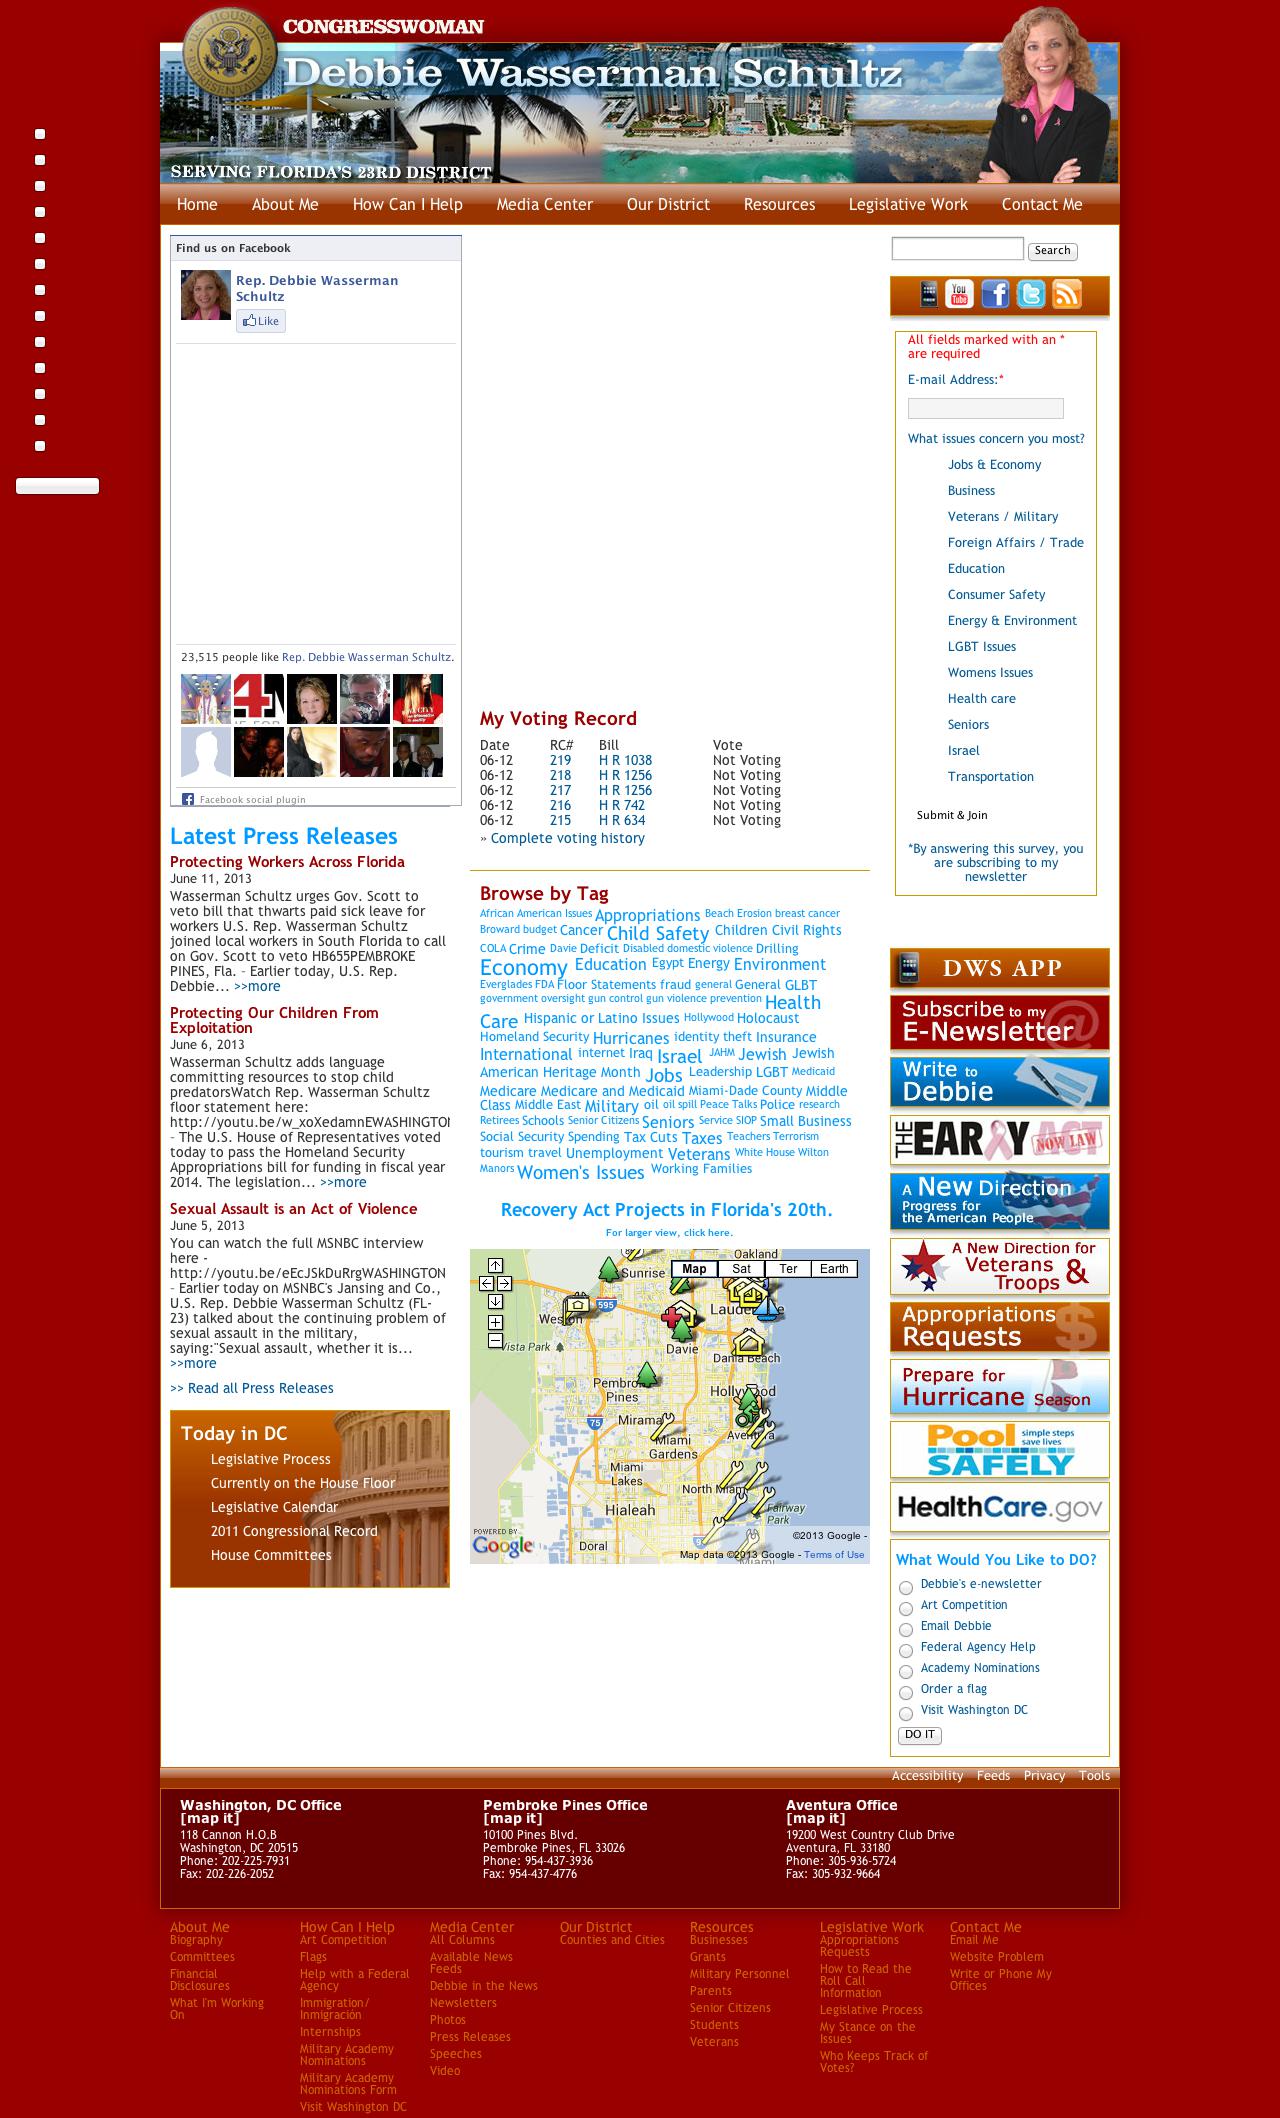 CONGRESSWOMAN
Debbie Wasserman Schultz
SERVING FLORIDA'S 23RD DISTRICT
Home About Me How Can I Help Media Center Our District Resources Legislative Work Contact Me
Find us on Facebook
Rep. Debbie Wasserman
Schultz
Like
23,515 people like Rep. Debbie Wasserman Schultz.
Facebook social plugin
Latest Press Releases
Protecting Workers Across Florida
June 11, 2013
Wasserman Schultz urges Gov. Scott to
veto bill that thwarts paid sick leave for
workers U.S. Rep. Wasserman Schultz
joined local workers in South Florida to call
on Gov. Scott to veto HB655PEMBROKE
PINES, Fla. - Earlier today, U.S. Rep.
Debbie... >>more
Protecting Our Children From
Exploitation
June 6, 2013
Wasserman Schultz adds language
committing resources to stop child
predatorsWatch Rep. Wasserman Schultz
floor statement here:
http://youtu.be/w_xoXedamnEWASHINGTON
- The U.S. House of Representatives voted
today to pass the Homeland Security
Appropriations bill for funding in fiscal year
2014. The legislation... >>more
Sexual Assault is an Act of Violence
June 5, 2013
You can watch the full MSNBC interview
here -
http://youtu.be/eEcJSkDuRrgWASHINGTON
- Earlier today on MSNBC's Jansing and Co.,
U.S. Rep. Debbie Wasserman Schultz (FL-
23) talked about the continuing problem of
sexual assault in the military,
saying:"Sexual assault, whether it is...
>>more
>> Read all Press Releases
Today in DC
Legislative Process
Currently on the House Floor
Legislative Calendar
2011 Congressional Record
House Committees
My Voting Record
Date RC# Bill Vote
06-12 219 H R 1038 Not Voting
06-12 218 H R 1256 Not Voting
06-12 217 H R 1256 Not Voting
06-12 216 H R 742 Not Voting
06-12 215 H R 634 Not Voting
» Complete voting history
Browse by Tag
African American Issues Appropriations Beach Erosion breast cancer
Broward budget Cancer Child Safety Children Civil Rights
COLA Crime Davie Deficit Disabled domestic violence Drilling
Economy Education Egypt Energy Environment
Everglades FDA Floor Statements fraud general General GLBT
government oversight gun control gun violence prevention Health
Care Hispanic or Latino Issues Hollywood Holocaust
Homeland Security Hurricanes identity theft Insurance
International internet Iraq Israel JAHM Jewish Jewish
American Heritage Month Jobs Leadership LGBT Medicaid
Medicare Medicare and Medicaid Miami-Dade County Middle
Class Middle East Military oil oil spill Peace Talks Police research
Retirees Schools Senior Citizens Seniors Service SIOP Small Business
Social Security Spending Tax Cuts Taxes Teachers Terrorism
tourism travel Unemployment Veterans White House Wilton
Manors Women's Issues Working Families
Recovery Act Projects in Florida's 20th.
For larger view, click here.
Map Sat Ter Earth
Oakland
Sunrise
595
Weston
Vista Park
Davie
Dania Beach
Pembroke
Pines
Hollywood
75
Miramar
Aventura
Miami
Gardens
Miami
Lakes
North Miami
Hialeah
Fairway
Park
Doral
Miami
POWERED BY
Google
©2013 Google -
Map data ©2013 Google - Terms of Use
Search
You
Tube
All fields marked with an *
are required
E-mail Address:*
What issues concern you most?
Jobs & Economy
Business
Veterans / Military
Foreign Affairs / Trade
Education
Consumer Safety
Energy & Environment
LGBT Issues
Womens Issues
Health care
Seniors
Israel
Transportation
Submit & Join
*By answering this survey, you
are subscribing to my
newsletter
DWS APP
Subscribe to my
E-Newsletter
Write to
Debbie
THE EARLY ACT NOW LAW
A New Direction
Progress for
the American People
A New Direction for
Veterans &
Troops
Appropriations
Requests
Prepare for
Hurricane Season
Pool simple steps
save lives
SAFELY
HealthCare.gov
What Would You Like to DO?
Debbie's e-newsletter
Art Competition
Email Debbie
Federal Agency Help
Academy Nominations
Order a flag
Visit Washington DC
DO IT
Accessibility Feeds Privacy Tools
Washington, DC Office
[map it]
118 Cannon H.O.B
Washington, DC 20515
Phone: 202-225-7931
Fax: 202-226-2052
Pembroke Pines Office
[map it]
10100 Pines Blvd.
Pembroke Pines, FL 33026
Phone: 954-437-3936
Fax: 954-437-4776
Aventura Office
[map it]
19200 West Country Club Drive
Aventura, FL 33180
Phone: 305-936-5724
Fax: 305-932-9664
About Me
Biography
Committees
Financial
Disclosures
What I'm Working
On
How Can I Help
Art Competition
Flags
Help with a Federal
Agency
Immigration/
Inmigración
Internships
Military Academy
Nominations
Military Academy
Nominations Form
Visit Washington DC
Media Center
All Columns
Available News
Feeds
Debbie in the News
Newsletters
Photos
Press Releases
Speeches
Video
Our District
Counties and Cities
Resources
Businesses
Grants
Military Personnel
Parents
Senior Citizens
Students
Veterans
Legislative Work
Appropriations
Requests
How to Read the
Roll Call
Information
Legislative Process
My Stance on the
Issues
Who Keeps Track of
Votes?
Contact Me
Email Me
Website Problem
Write or Phone My
Offices